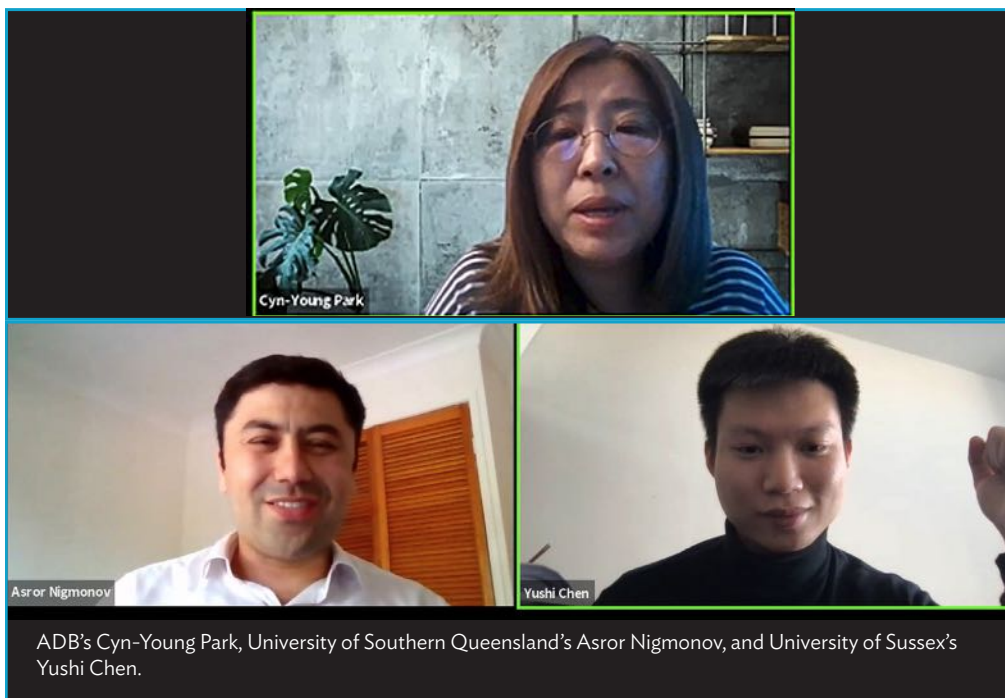 Cyn-Young Park
Asror Nigmonov
Yushi Chen
ADB’s Cyn-Young Park, University of Southern Queensland’s Asror Nigmonov, and University of Sussex’s
Yushi Chen.